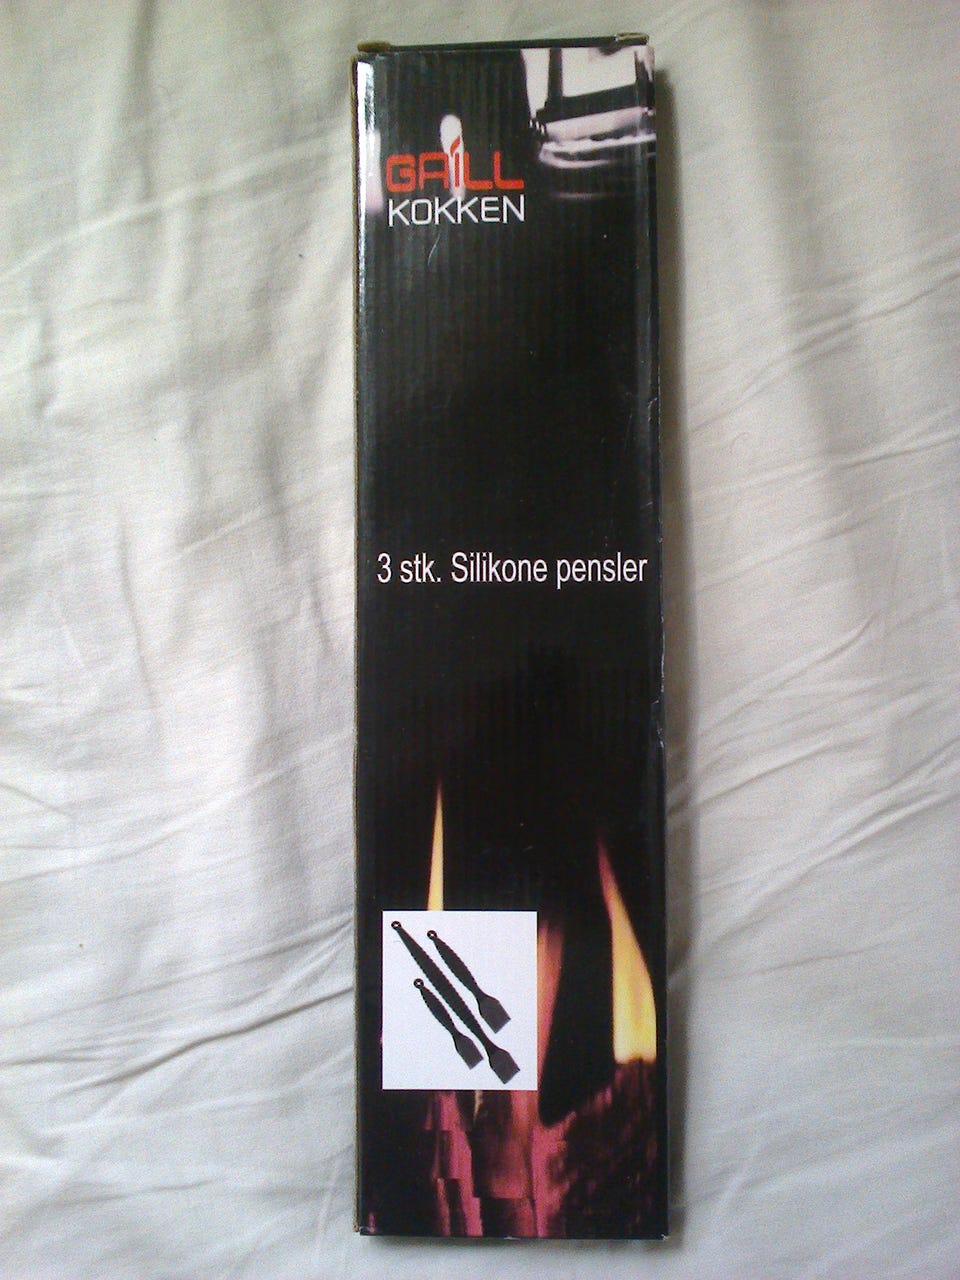 GRILL
KOKKEN
3 stk. Silikone pensler